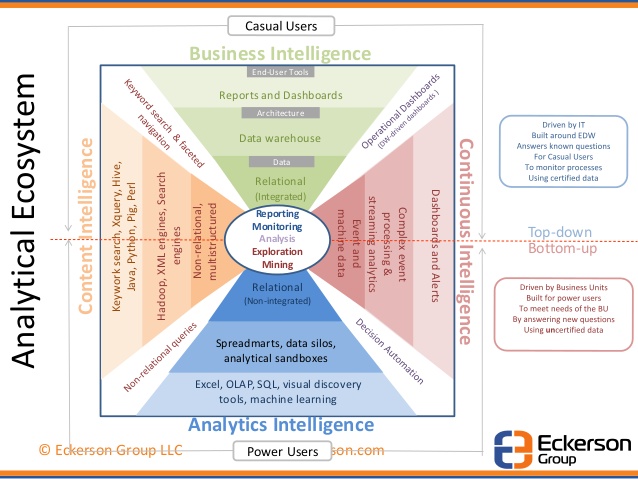 Casual Users
Business Intelligence
Analytical Ecosystem
End-User Tools
Reports and Dashboards
Architecture
Data warehouse
Data
Relational
(Integrated)
Keyword search & faceted
navigation
Operational Dashboards
(DW-driven dashboards )
Content Intelligence
Keyword search, Xquery, Hive,
Java, Python, Pig, Perl
Hadoop, XML engines, Search
engines
Non-relational,
multistructured
Reporting
Monitoring
Analysis
Exploration
Mining
Event and
machine data
Complex event
processing &
streaming analytics
Dashboards and Alerts
Continuous Intelligence
Driven by IT
Built around EDW
Answers known questions
For Casual Users
To monitor processes
Using certified data
Top-down
Bottom-up
Driven by Business Units
Built for power users
To meet needs of the BU
By answering new questions
Using uncertified data
Relational
(Non-integrated)
Spreadmarts, data silos,
analytical sandboxes
Excel, OLAP, SQL, visual discovery
tools, machine learning
Non-relational queries
Decision Automation
Analytics Intelligence
© Eckerson Group LLC
Power Users
son.com
Eckerson
Group